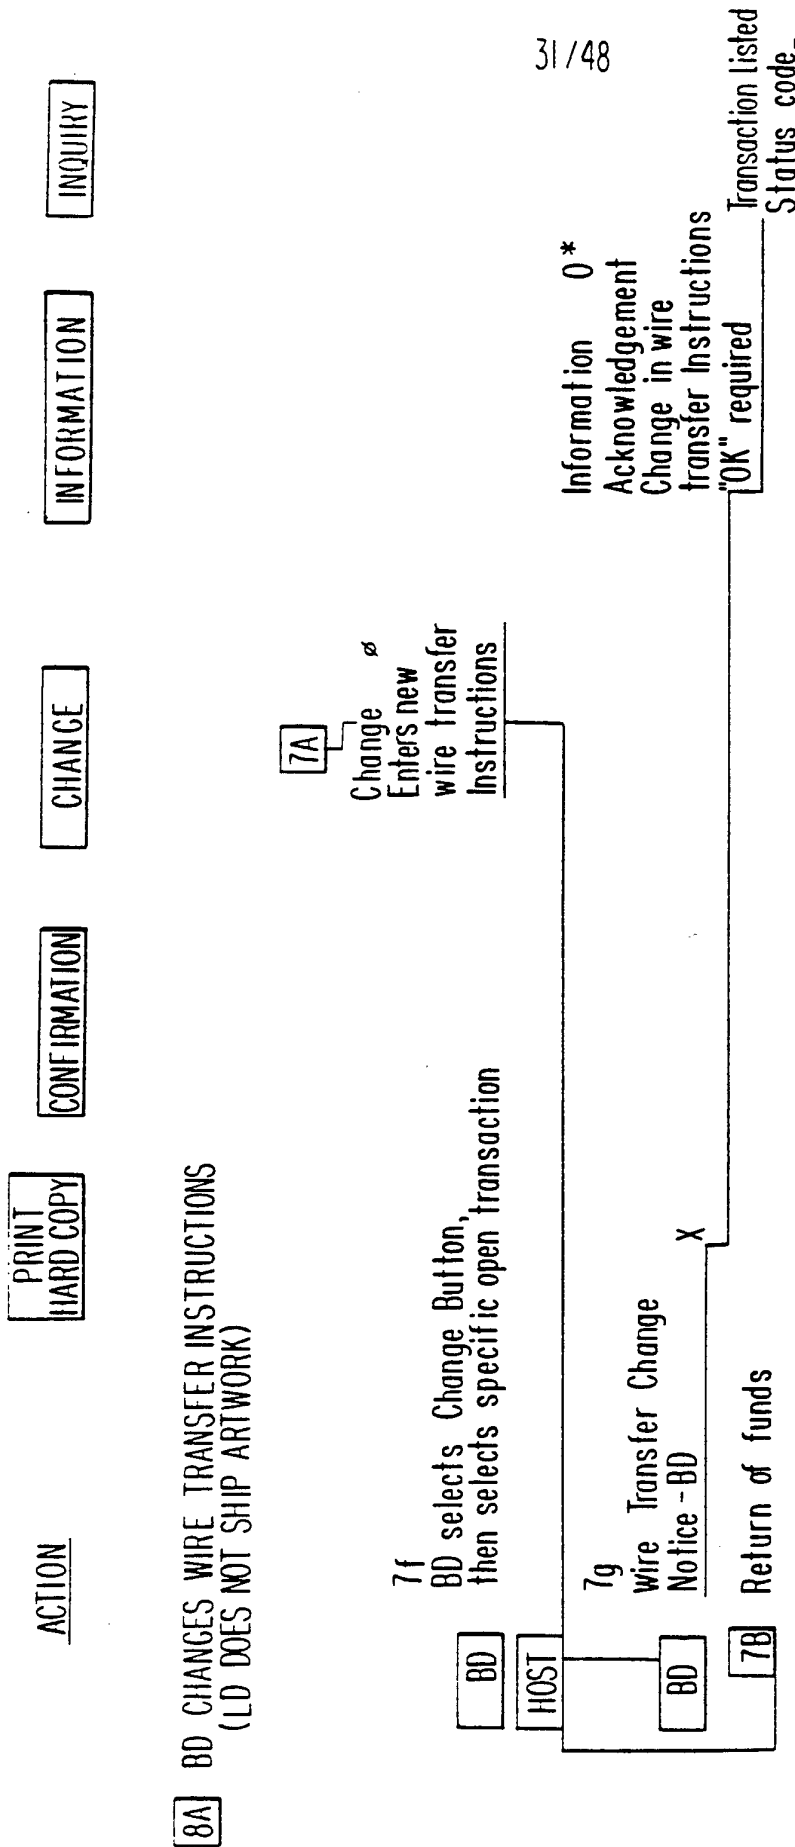 31/48
ACTION
PRINT
HARD COPY
CONFIRMATION
CHANGE
INFORMATION
INQUIRY
8A BD CHANGES WIRE TRANSFER INSTRUCTIONS
(LD DOES NOT SHIP ARTWORK)
7A
Change ø
Enters new
wire transfer
Instructions
7f
BD BD selects Change Button,
then selects specific open transaction
HOST
Information 0*
Acknowledgement
Change in wire
transfer Instructions
"OK" required
7g
BD Wire Transfer Change X
Notice-BD
Transaction listed
Status code_
7B Return of funds